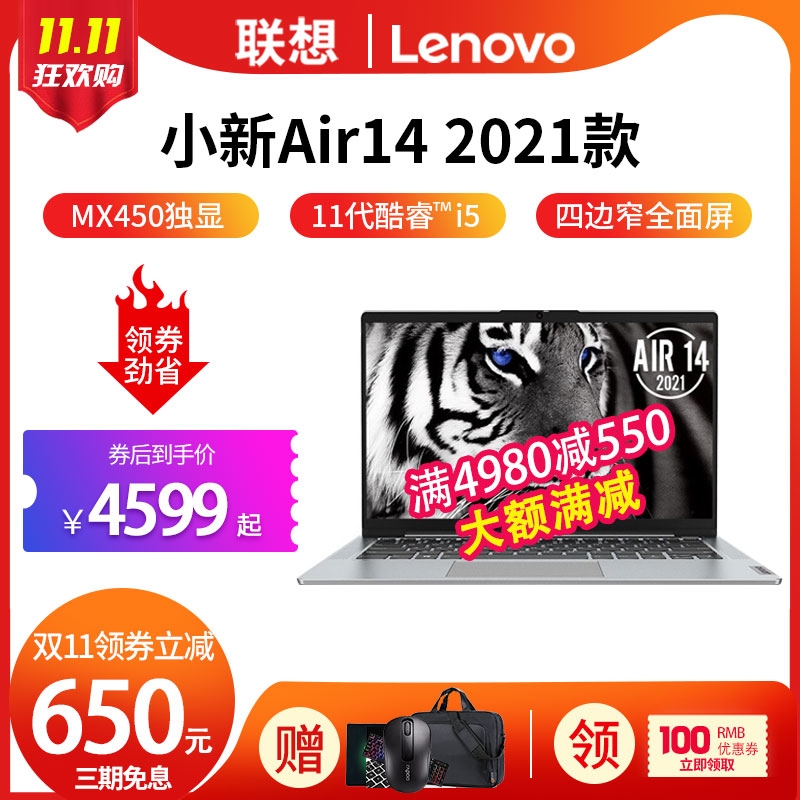 11.11
狂欢购
联想 Lenovo
小新Air14 2021款
MX450独显
11代酷睿™i5
四边窄全面屏
领券
劲省
券后到手价
￥4599起
AIR 14
2021
满4980减550
大额满减
双11领券立减
650元
三期免息
赠
领
100 RMB
优惠券
立即领取